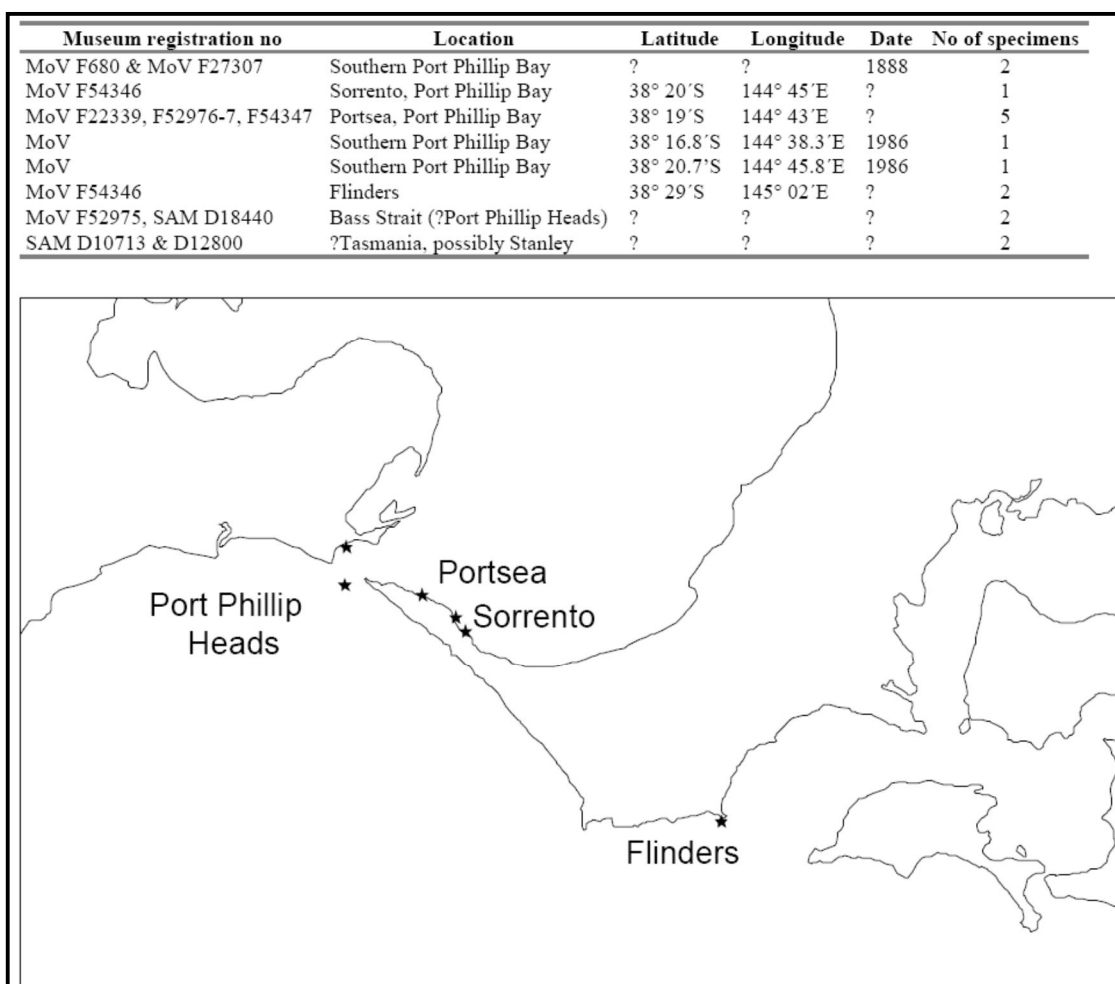 Museum registration no Location Latitude Longitude Date No of specimens
MoV F680 & MoV F27307 Southern Port Phillip Bay ? ? 1888 2
MoV F54346 Sorrento, Port Phillip Bay 38° 20´S 144° 45´E ? 1
MoV F22339, F52976-7, F54347 Portsea, Port Phillip Bay 38° 19´S 144° 43´E ? 5
MoV Southern Port Phillip Bay 38° 16.8´S 144° 38.3´E 1986 1
MoV Southern Port Phillip Bay 38° 20.7’S 144° 45.8´E 1986 1
MoV F54346 Flinders 38° 29´S 145° 02´E ? 2
MoV F52975, SAM D18440 Bass Strait (?Port Phillip Heads) ? ? ? 2
SAM D10713 & D12800 ?Tasmania, possibly Stanley ? ? ? 2
Portsea
Port Phillip
Heads
Sorrento
Flinders